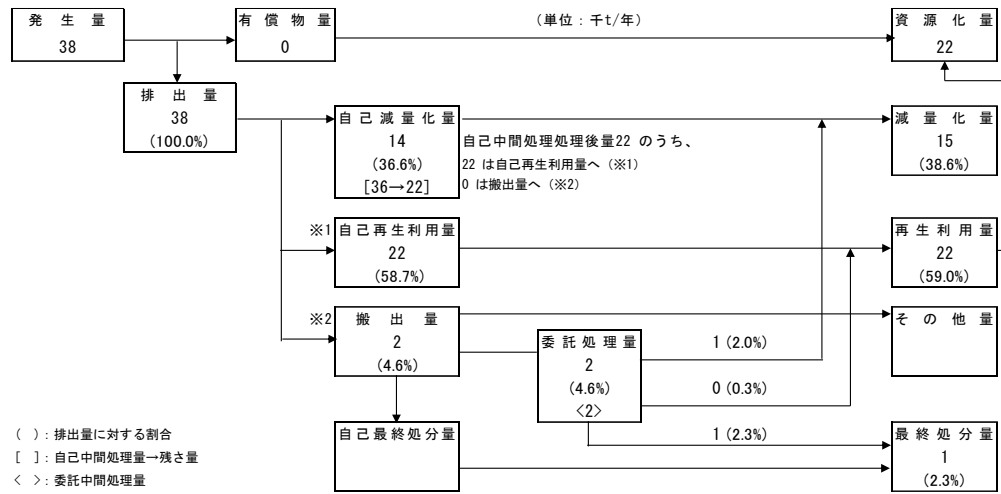 発生量
38
有償物量
0
（単位：千t/年）
資源化量
22
排出量
38
(100.0%)
自己減量化量
14
(36.6%)
[36→22]
自己中間処理処理後量22 のうち、
22 は自己再生利用量へ（※1）
0 は搬出量へ（※2）
減量化量
15
(38.6%)
※1
自己再生利用量
22
(58.7%)
再生利用量
22
(59.0%)
※2
搬出量
2
(4.6%)
委託処理量
2
(4.6%)
<2>
1 (2.0%)
0 (0.3%)
1 (2.3%)
その他量
自己最終処分量
最終処分量
1
(2.3%)
(　)：排出量に対する割合
[　]：自己中間処理量→残さ量
<　>：委託中間処理量